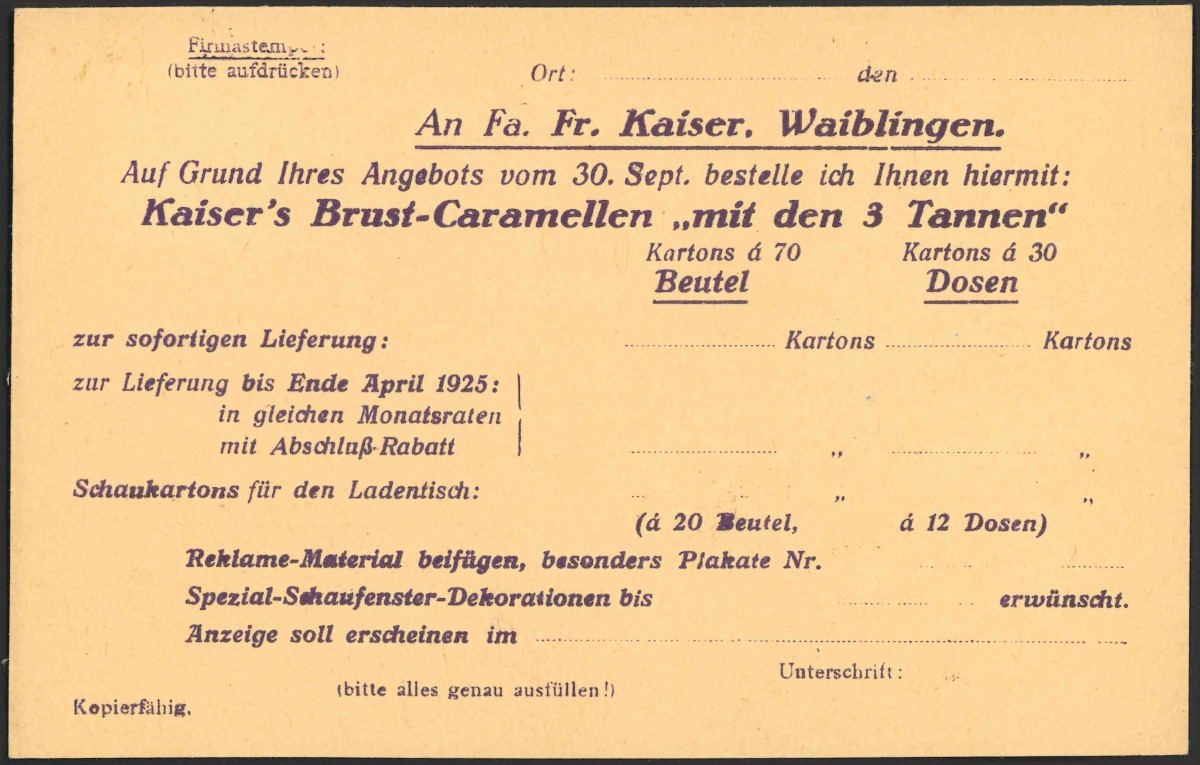 Firmastempel:
(bitte aufdrücken)
Ort: den
An Fa. Fr. Kaiser, Waiblingen.
Auf Grund Ihres Angebots vom 30. Sept. bestelle ich Ihnen hiermit:
Kaiser's Brust-Caramellen „mit den 3 Tannen“
Kartons á 70 Kartons á 30
Beutel Dosen
zur sofortigen Lieferung: Kartons Kartons
zur Lieferung bis Ende April 1925:
in gleichen Monatsraten
mit Abschluß-Rabatt „ „
Schaukartons für den Ladentisch: „ „
(á 20 Beutel, á 12 Dosen)
Reklame-Material beifügen, besonders Plakate Nr.
Spezial-Schaufenster-Dekorationen bis erwünscht.
Anzeige soll erscheinen im
Unterschrift:
(bitte alles genau ausfüllen!)
Kopierfähig.